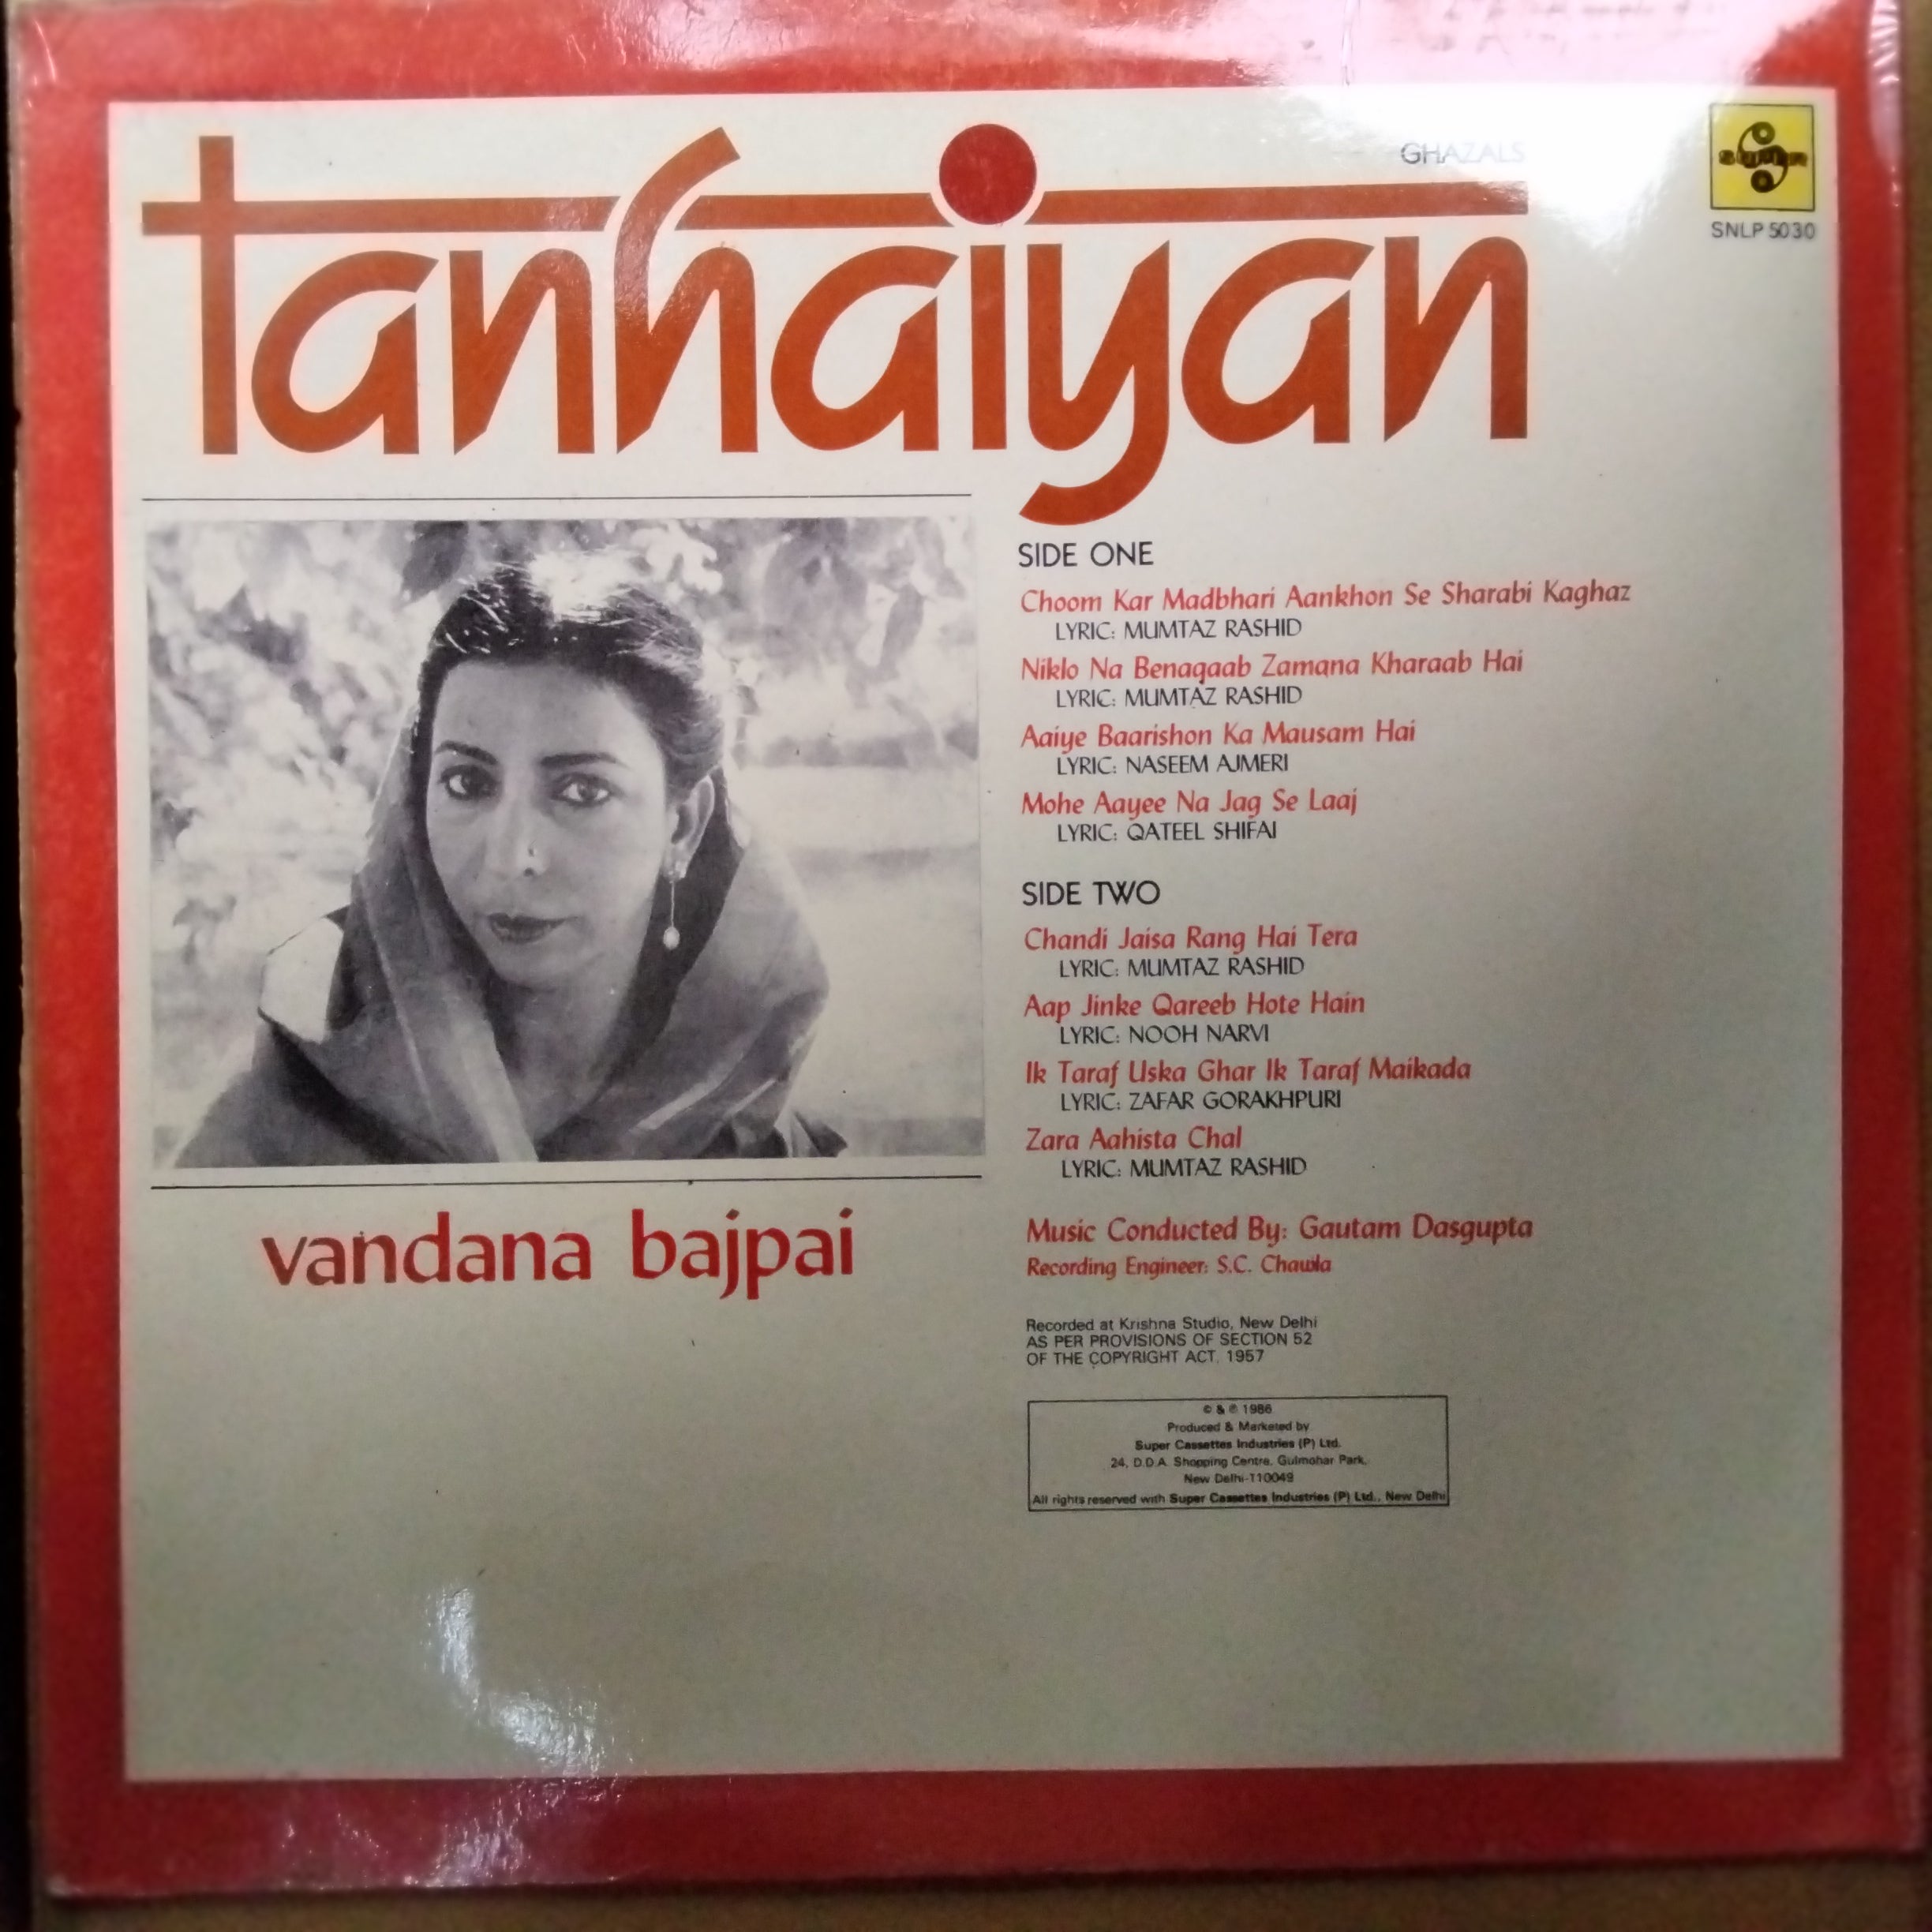 tanhaiyan
GHAZALS
SUPER
SNLP 5030
SIDE ONE
Choom Kar Madbhari Aankhon Se Sharabi Kaghaz
LYRIC: MUMTAZ RASHID
Niklo Na Benaqaab Zamana Kharaab Hai
LYRIC: MUMTAZ RASHID
Aaiye Baarishon Ka Mausam Hai
LYRIC: NASEEM AJMERI
Mohe Aayee Na Jag Se Laaj
LYRIC: QATEEL SHIFAI
SIDE TWO
Chandi Jaisa Rang Hai Tera
LYRIC: MUMTAZ RASHID
Aap Jinke Qareeb Hote Hain
LYRIC: NOOH NARVI
Ik Taraf Uska Ghar Ik Taraf Maikada
LYRIC: ZAFAR GORAKHPURI
Zara Aahista Chal
LYRIC: MUMTAZ RASHID
vandana bajpai
Music Conducted By: Gautam Dasgupta
Recording Engineer: S.C. Chawla
Recorded at Krishna Studio, New Delhi
AS PER PROVISIONS OF SECTION 52
OF THE COPYRIGHT ACT, 1957
© & ℗ 1986
Produced & Marketed by
Super Cassettes Industries (P) Ltd.
24, D.D.A. Shopping Centre, Gulmohar Park,
New Delhi-110049
All rights reserved with Super Cassettes Industries (P) Ltd., New Delhi